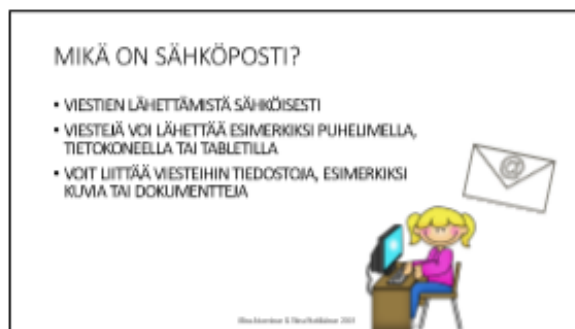 MIKÄ ON SÄHKÖPOSTI?
• VIESTIEN LÄHETTÄMISTÄ SÄHKÖISESTI
• VIESTEJÄ VOI LÄHETTÄÄ ESIMERKIKSI PUHELIMELLA,
TIETOKONEELLA TAI TABLETILLA
• VOIT LIITTÄÄ VIESTEIHIN TIEDOSTOJA, ESIMERKIKSI
KUVIA TAI DOKUMENTTEJA
@